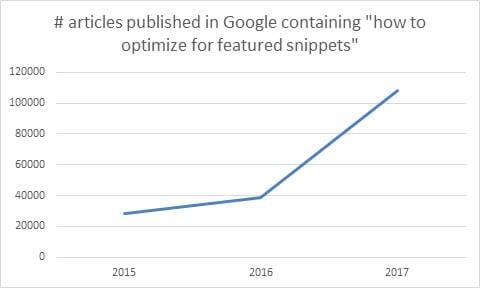 # articles published in Google containing "how to
optimize for featured snippets"
120000
100000
80000
60000
40000
20000
0
2015 2016 2017